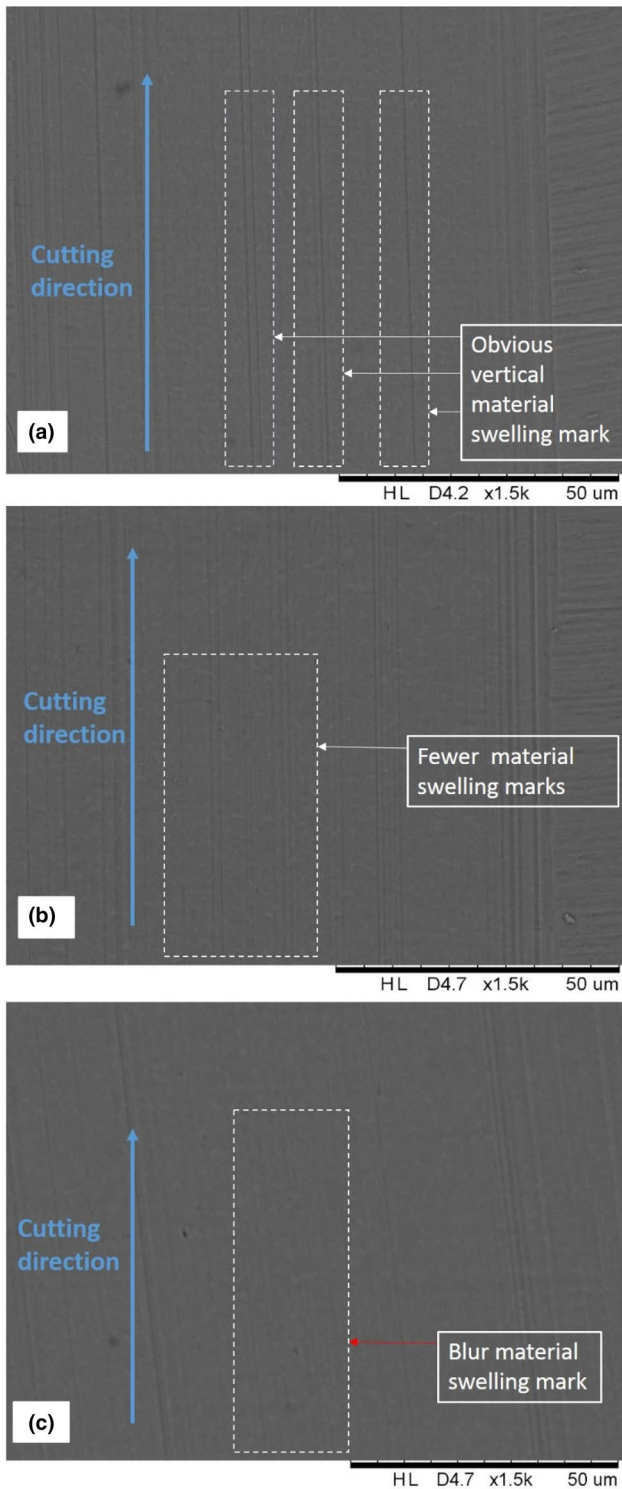 Cutting
direction
Obvious
vertical
material
swelling mark
(a)
HL D4.2 x1.5k 50 um
Cutting
direction
Fewer material
swelling marks
(b)
HL D4.7 x1.5k 50 um
Cutting
direction
Blur material
swelling mark
(c)
HL D4.7 x1.5k 50 um